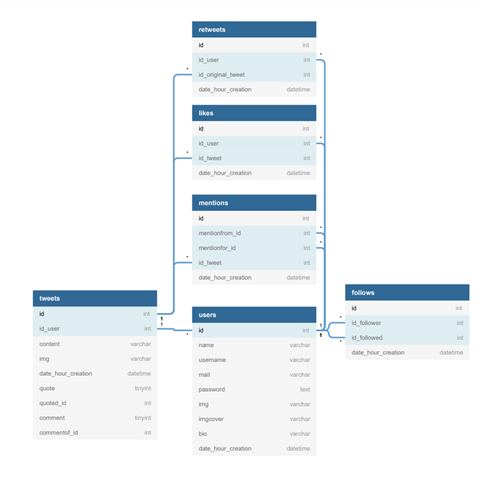 retweets
id int
id_user int
id_original_tweet int
date_hour_creation datetime
likes
id int
id_user int
id_tweet int
date_hour_creation datetime
mentions
id int
mentionfrom_id int
mentionfor_id int
id_tweet int
date_hour_creation datetime
tweets
id int
id_user int
content varchar
img varchar
date_hour_creation datetime
quote tinyint
quoted_id int
comment tinyint
commentof_id int
users
id int
name varchar
username varchar
mail varchar
password text
img varchar
imgcover varchar
bio varchar
date_hour_creation datetime
follows
id int
id_follower int
id_followed int
date_hour_creation datetime